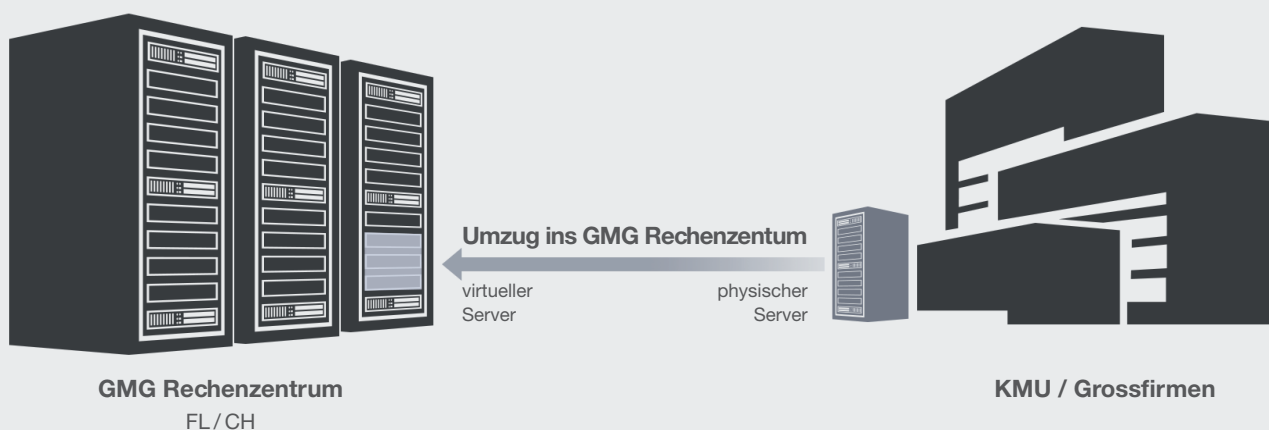 Umzug ins GMG Rechenzentum
virtueller
Server
physischer
Server
GMG Rechenzentrum
FL / CH
KMU / Grossfirmen